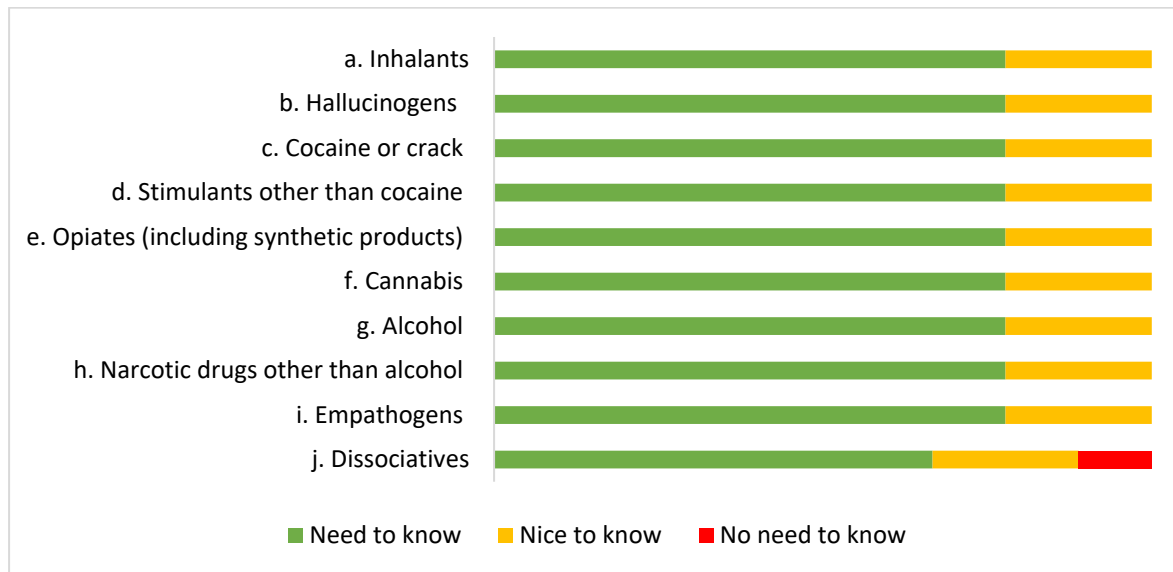 a. Inhalants
b. Hallucinogens
c. Cocaine or crack
d. Stimulants other than cocaine
e. Opiates (including synthetic products)
f. Cannabis
g. Alcohol
h. Narcotic drugs other than alcohol
i. Empathogens
j. Dissociatives
Need to know Nice to know No need to know